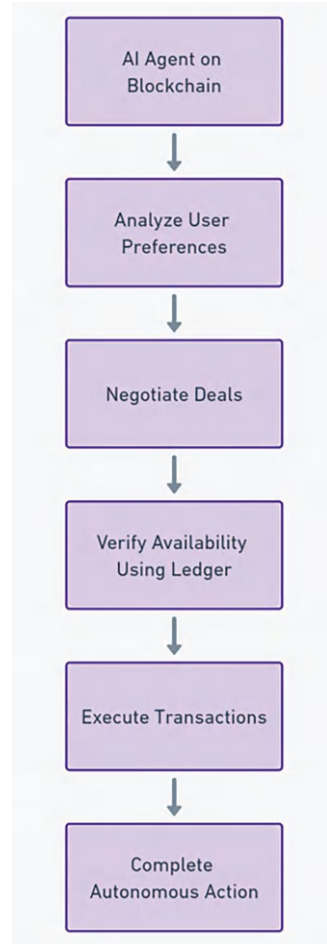 AI Agent on
Blockchain
Analyze User
Preferences
Negotiate Deals
Verify Availability
Using Ledger
Execute Transactions
Complete
Autonomous Action